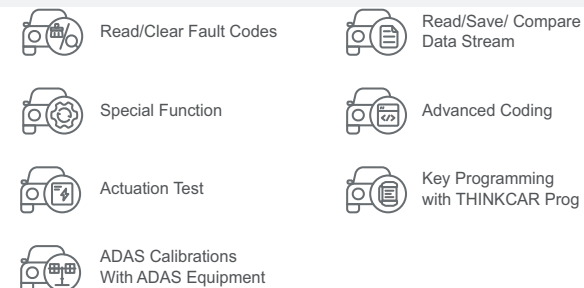 Read/Clear Fault Codes
Read/Save/ Compare
Data Stream
Special Function
Advanced Coding
Actuation Test
Key Programming
with THINKCAR Prog
ADAS Calibrations
With ADAS Equipment